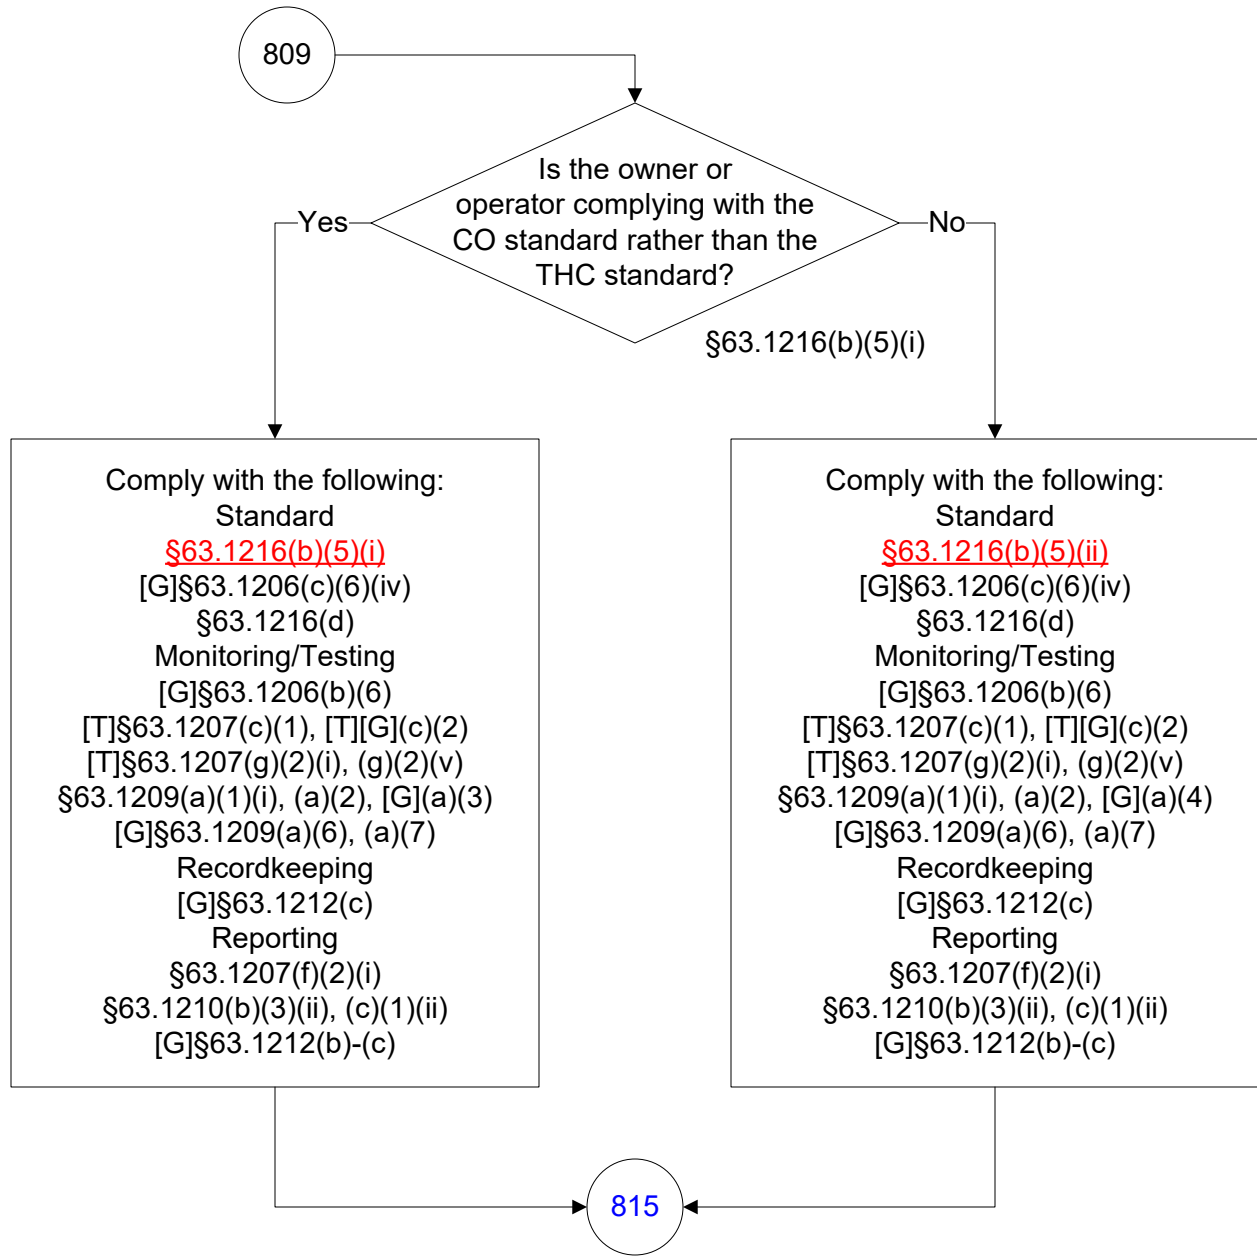 809
Is the owner or
operator complying with the
CO standard rather than the
THC standard?
Yes
No
§63.1216(b)(5)(i)
Comply with the following:
Standard
§63.1216(b)(5)(i)
[G]§63.1206(c)(6)(iv)
§63.1216(d)
Monitoring/Testing
[G]§63.1206(b)(6)
[T]§63.1207(c)(1), [T][G](c)(2)
[T]§63.1207(g)(2)(i), (g)(2)(v)
§63.1209(a)(1)(i), (a)(2), [G](a)(3)
[G]§63.1209(a)(6), (a)(7)
Recordkeeping
[G]§63.1212(c)
Reporting
§63.1207(f)(2)(i)
§63.1210(b)(3)(ii), (c)(1)(ii)
[G]§63.1212(b)-(c)
Comply with the following:
Standard
§63.1216(b)(5)(ii)
[G]§63.1206(c)(6)(iv)
§63.1216(d)
Monitoring/Testing
[G]§63.1206(b)(6)
[T]§63.1207(c)(1), [T][G](c)(2)
[T]§63.1207(g)(2)(i), (g)(2)(v)
§63.1209(a)(1)(i), (a)(2), [G](a)(4)
[G]§63.1209(a)(6), (a)(7)
Recordkeeping
[G]§63.1212(c)
Reporting
§63.1207(f)(2)(i)
§63.1210(b)(3)(ii), (c)(1)(ii)
[G]§63.1212(b)-(c)
815